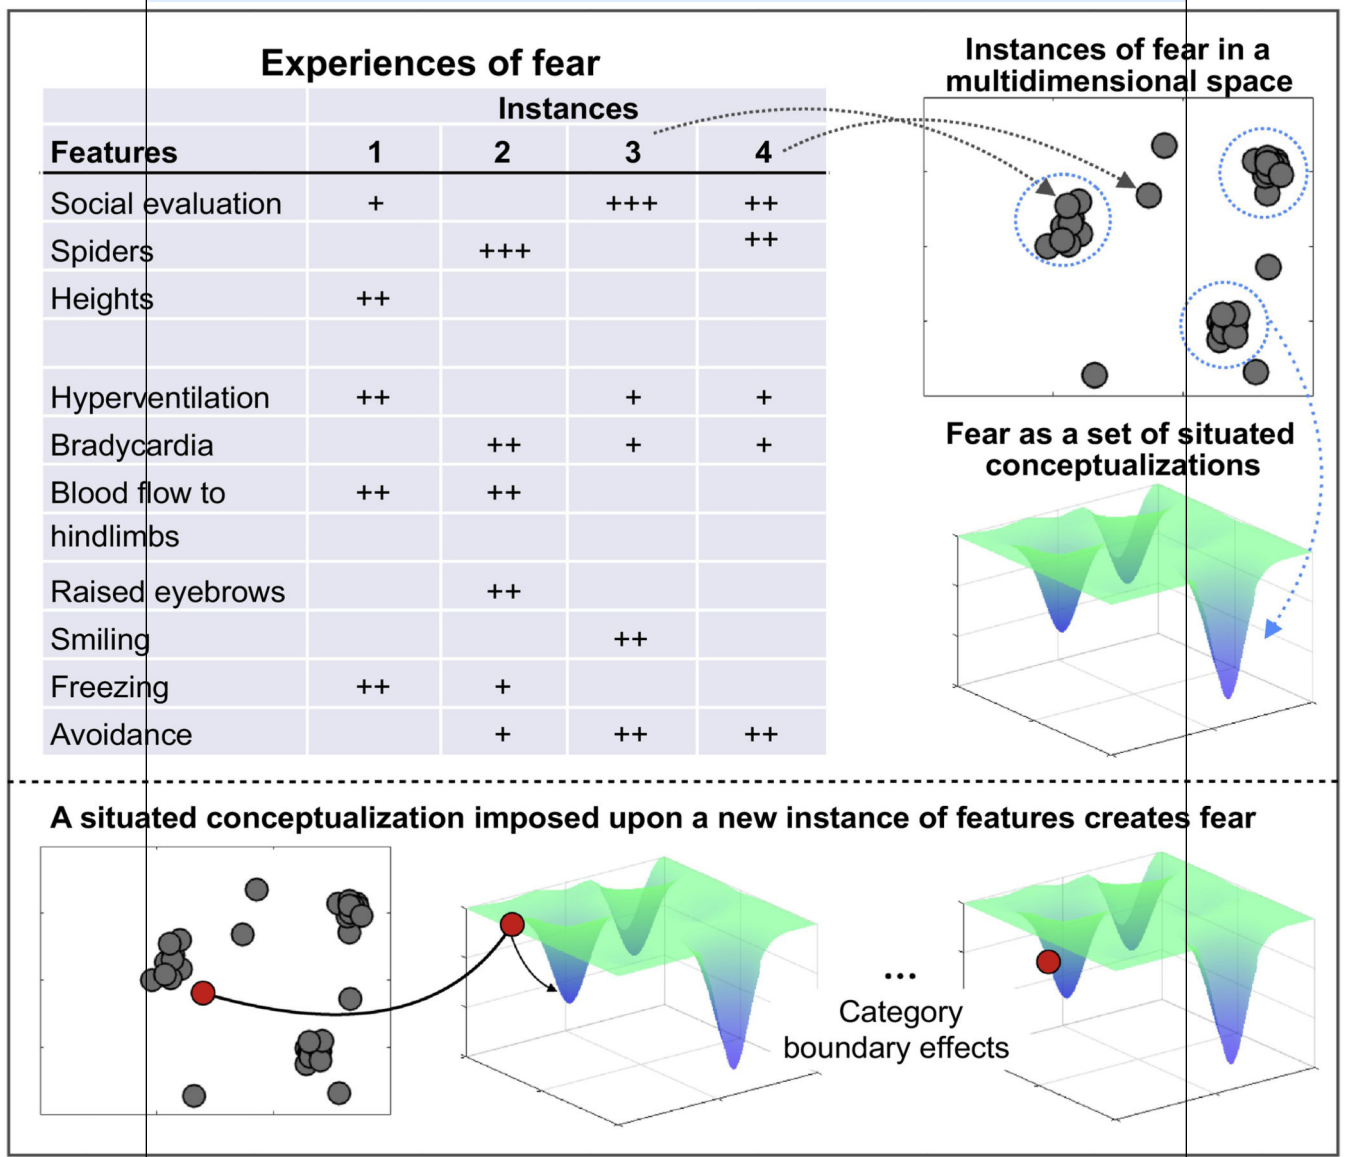 Experiences of fear
Instances
Features 1 2 3 4
Social evaluation + +++ ++
Spiders +++ ++
Heights ++
Hyperventilation ++ + +
Bradycardia ++ + +
Blood flow to ++ ++
hindlimbs
Raised eyebrows ++
Smiling ++
Freezing ++ +
Avoidance + ++ ++
Instances of fear in a
multidimensional space
Fear as a set of situated
conceptualizations
A situated conceptualization imposed upon a new instance of features creates fear
...
Category
boundary effects